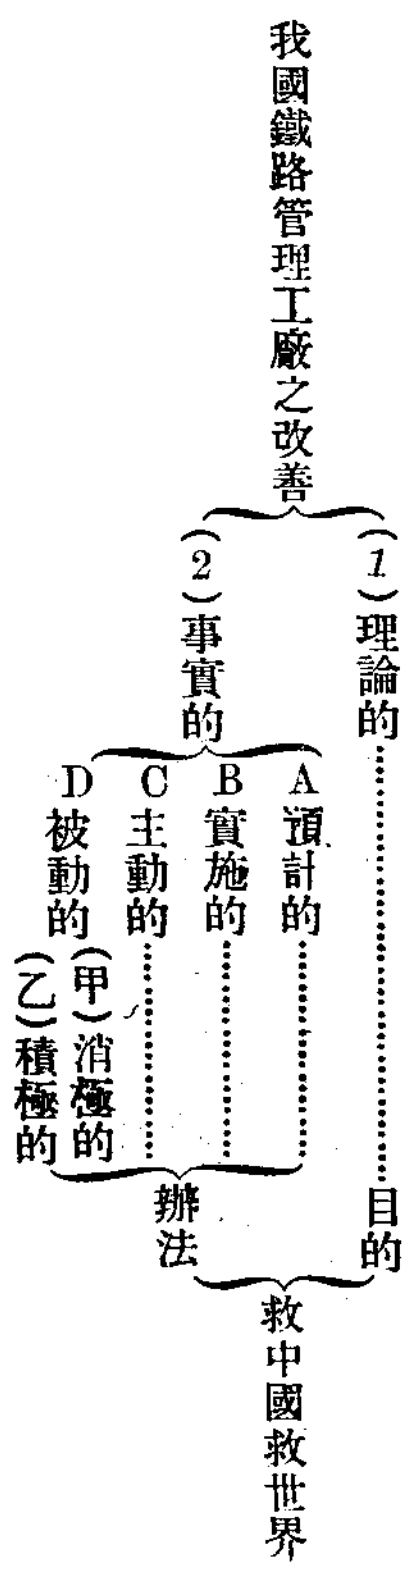 我國鐵路管理工廠之改善
(1)理論的
目的
(2)事實的
A預計的
B實施的
C主動的
D被動的
(甲)消極的
(乙)積極的
辦法
救中國救世界